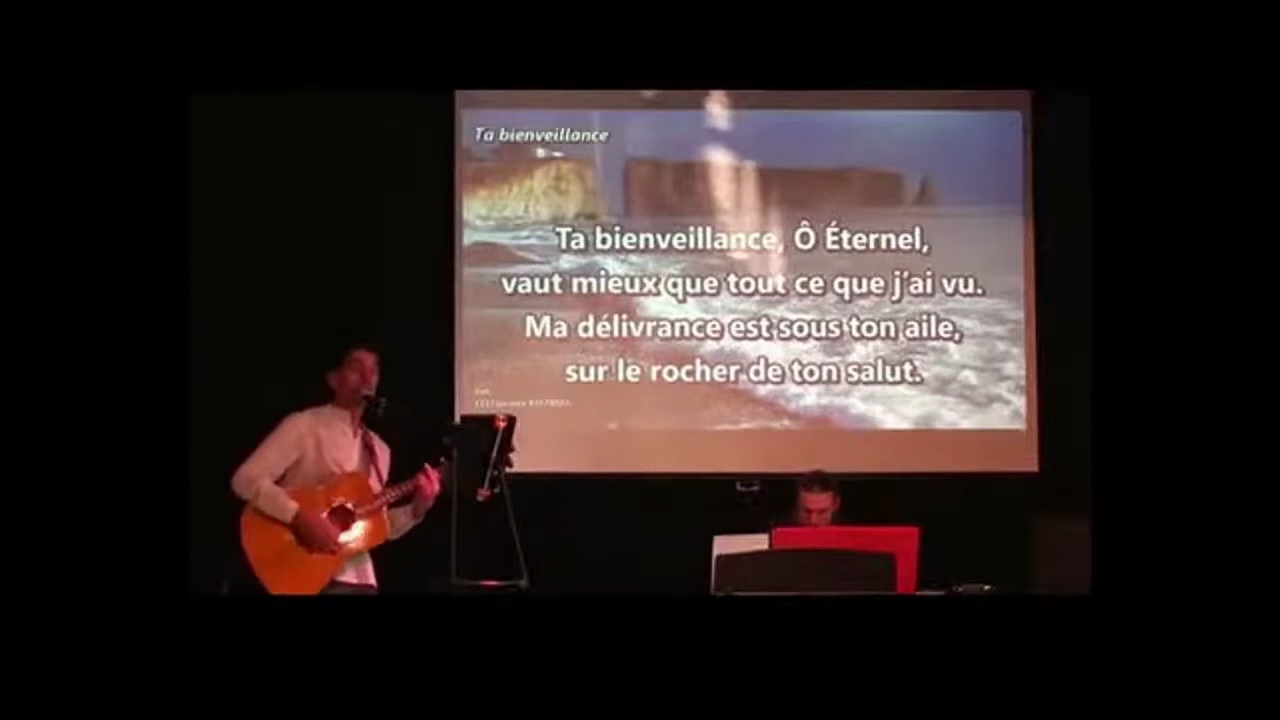 Ta bienveillance
Ta bienveillance, Ô Éternel,
vaut mieux que tout ce que j'ai vu.
Ma délivrance est sous ton aile,
sur le rocher de ton salut.